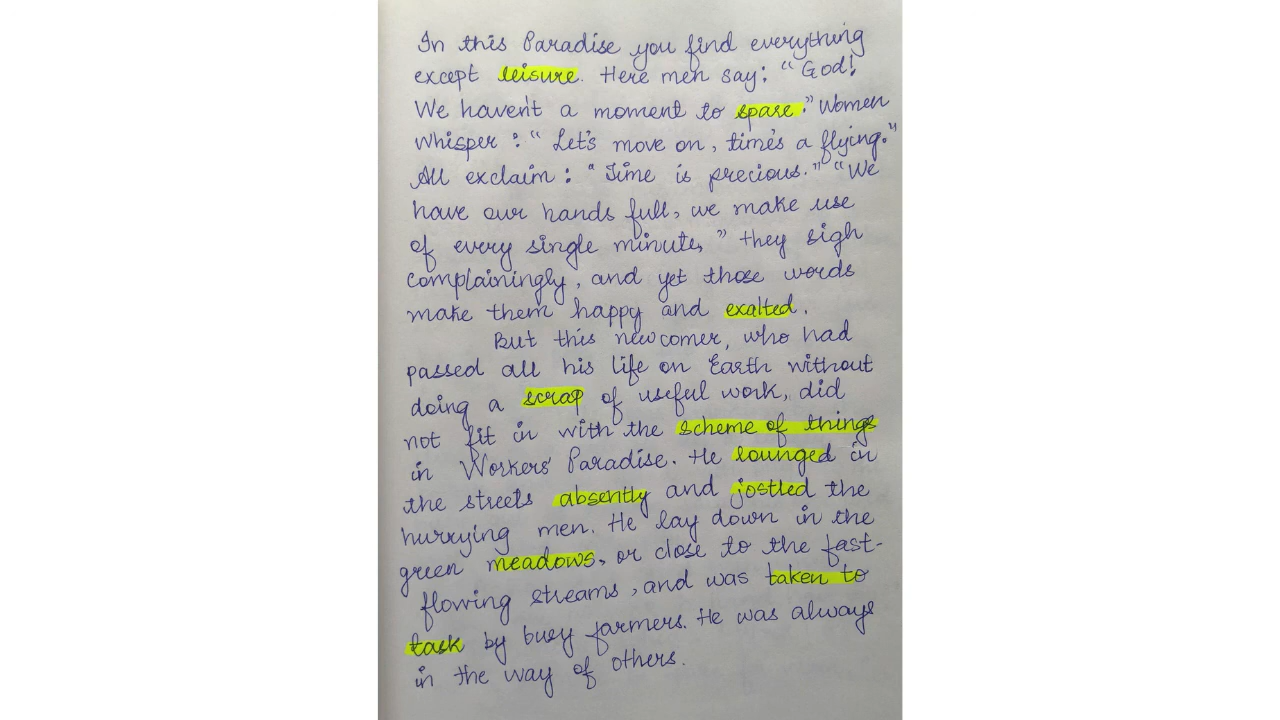 In this Paradise you find everything
except leisure. Here men say: "God!
We haven't a moment to spare." Women
whisper: "Let's move on, time's a flying."
All exclaim: "Time is precious." "We
have our hands full, we make use
of every single minute," they sigh
complainingly, and yet those words
make them happy and exalted.
But this newcomer, who had
passed all his life on Earth without
doing a scrap of useful work, did
not fit in with the scheme of things
in Workers' Paradise. He lounged in
the streets absently and jostled the
hurrying men. He lay down in the
green meadows, or close to the fast-
flowing streams, and was taken to
task by busy farmers. He was always
in the way of others.